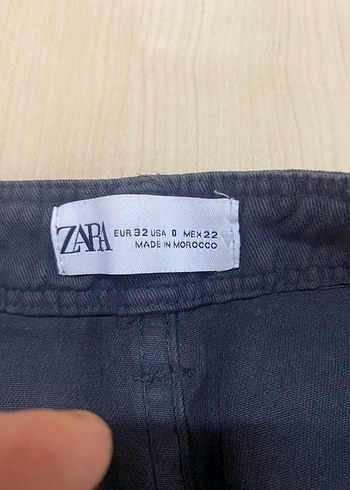 ZARA
EUR 32 USA 0 MEX 22
MADE IN MOROCCO